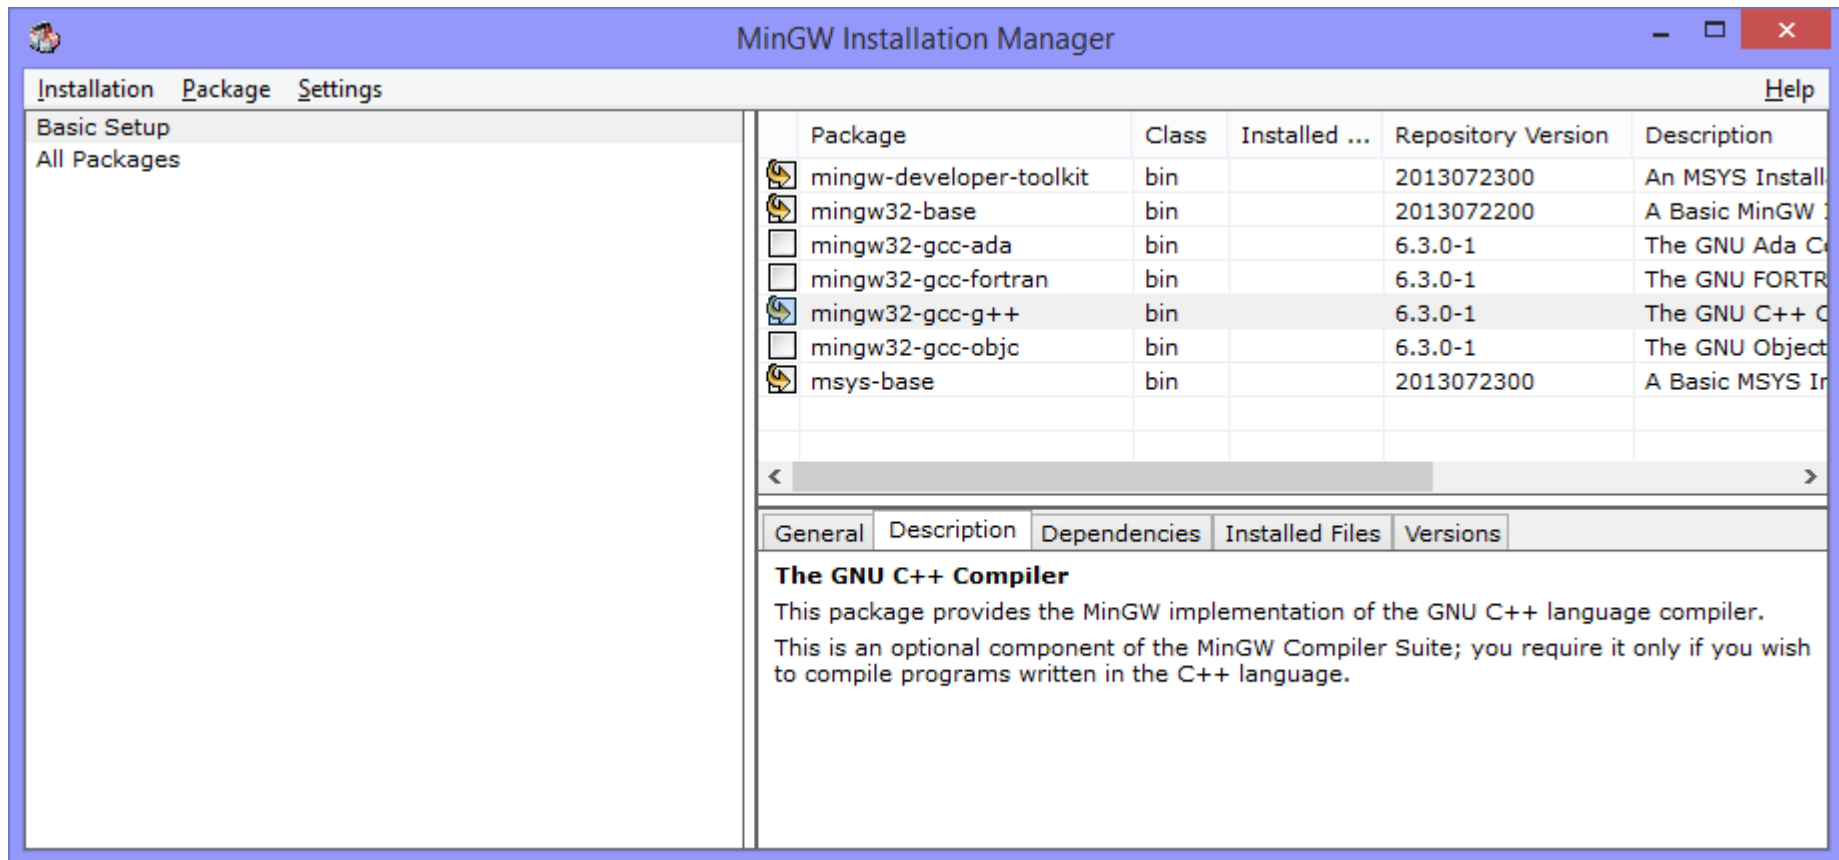 MinGW Installation Manager
Installation Package Settings Help
Basic Setup
All Packages
Package Class Installed ... Repository Version Description
mingw-developer-toolkit bin 2013072300 An MSYS Install
mingw32-base bin 2013072200 A Basic MinGW
mingw32-gcc-ada bin 6.3.0-1 The GNU Ada C
mingw32-gcc-fortran bin 6.3.0-1 The GNU FORTR
mingw32-gcc-g++ bin 6.3.0-1 The GNU C++ C
mingw32-gcc-objc bin 6.3.0-1 The GNU Object
msys-base bin 2013072300 A Basic MSYS In
General Description Dependencies Installed Files Versions
The GNU C++ Compiler
This package provides the MinGW implementation of the GNU C++ language compiler.
This is an optional component of the MinGW Compiler Suite; you require it only if you wish
to compile programs written in the C++ language.